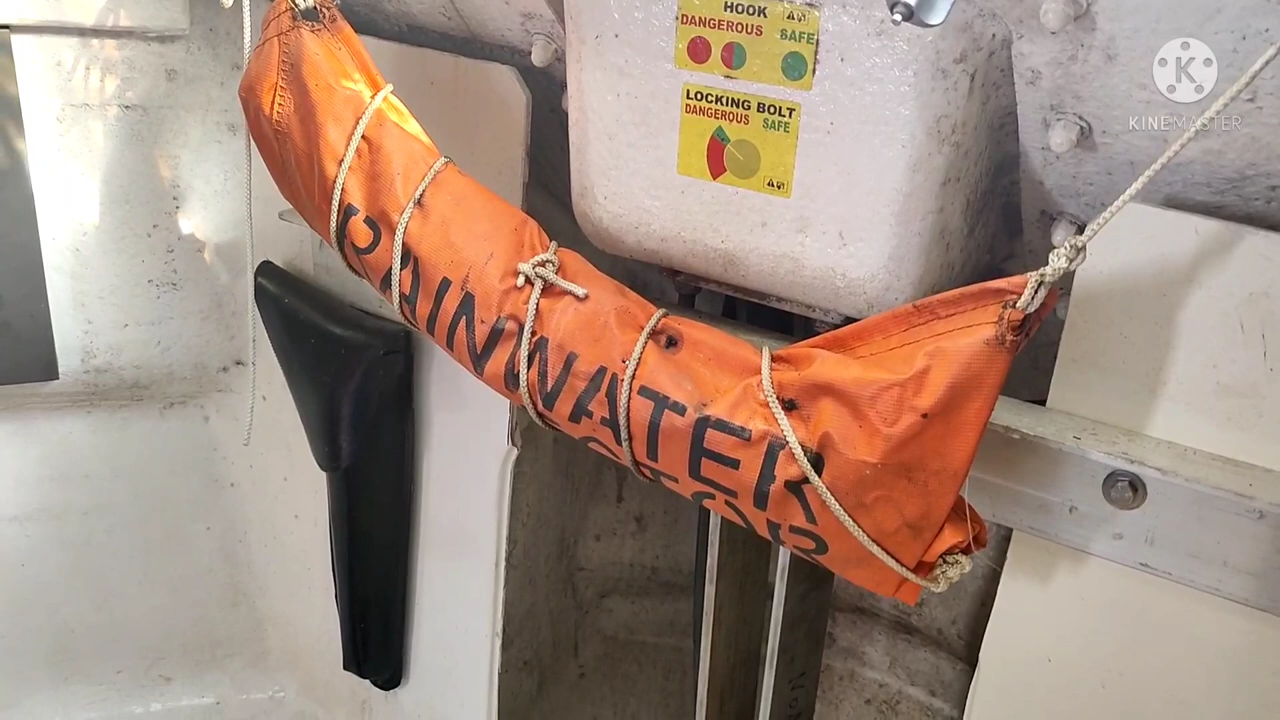 HOOK
DANGEROUS SAFE
LOCKING BOLT
DANGEROUS SAFE
K
KINEMASTER
RAINWATER